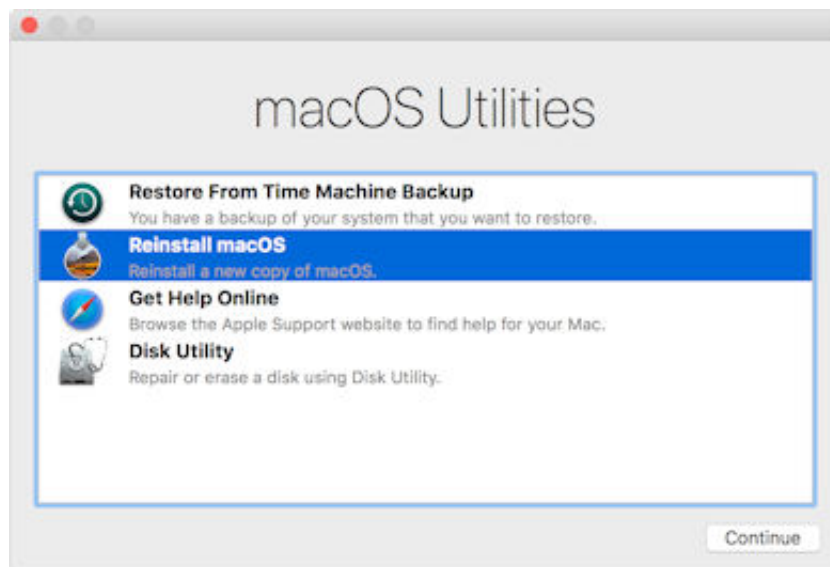 macOS Utilities
Restore From Time Machine Backup
You have a backup of your system that you want to restore.
Reinstall macOS
Reinstall a new copy of macOS.
Get Help Online
Browse the Apple Support website to find help for your Mac.
Disk Utility
Repair or erase a disk using Disk Utility.
Continue